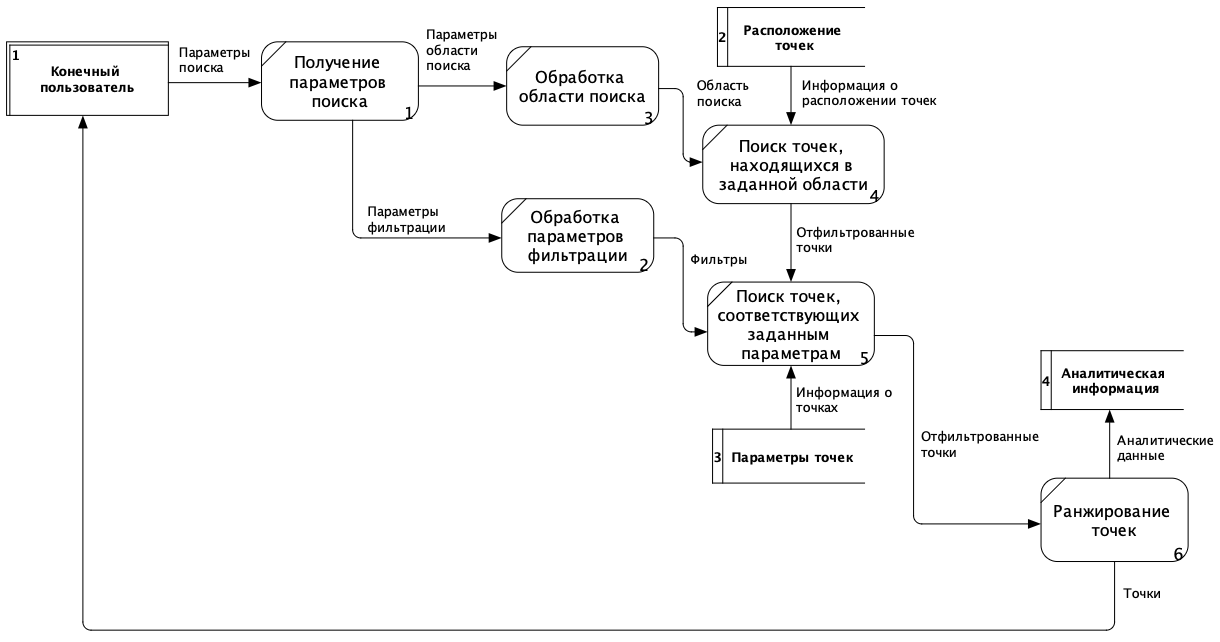 1
Конечный
пользователь
Параметры
поиска
Получение
параметров
поиска
1
Параметры
области
поиска
Обработка
области поиска
3
Область
поиска
2
Расположение
точек
Информация о
расположении точек
Поиск точек,
находящихся в
заданной области
4
Параметры
фильтрации
Обработка
параметров
фильтрации
2
Фильтры
Отфильтрованные
точки
Поиск точек,
соответствующих
заданным
параметрам
5
Информация о
точках
3
Параметры точек
Отфильтрованные
точки
4
Аналитическая
информация
Аналитические
данные
Ранжирование
точек
6
Точки